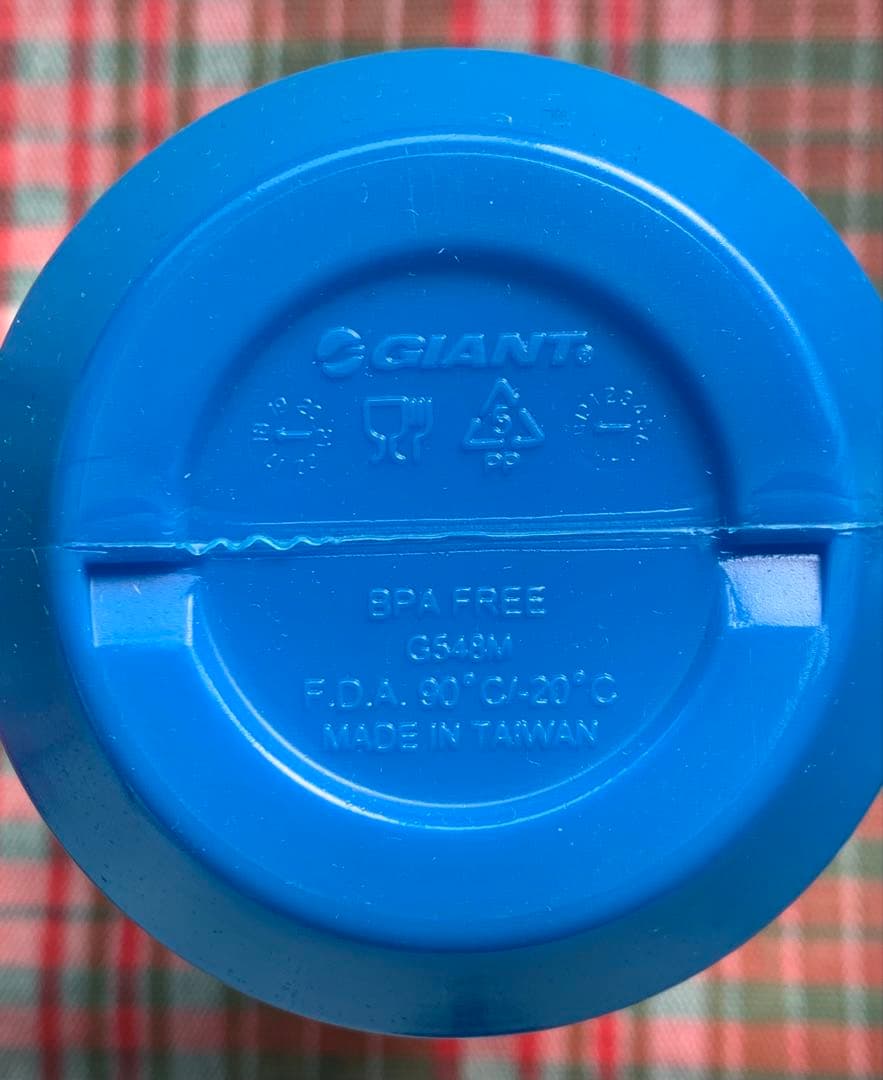 GIANT®
5
PP
BPA FREE
G548M
F.D.A. 90°C/-20°C
MADE IN TAIWAN